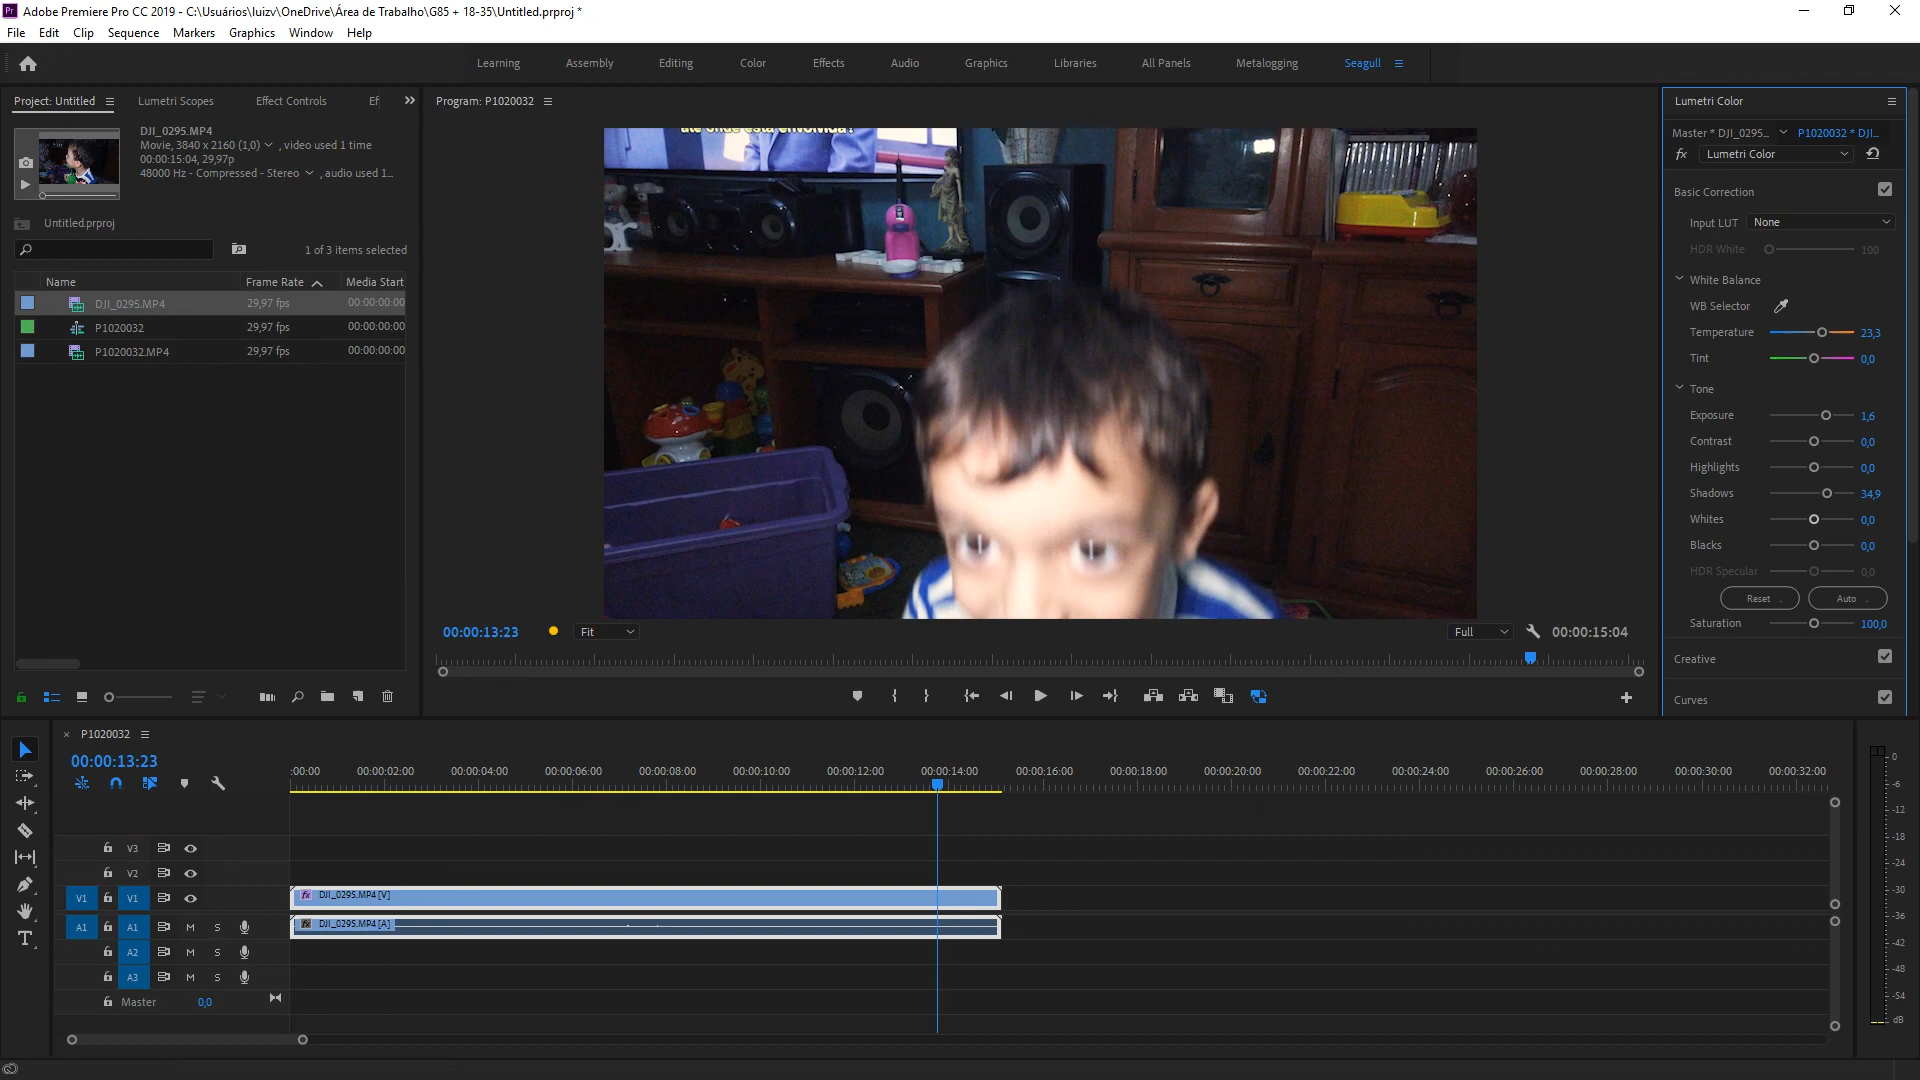 Adobe Premiere Pro CC 2019 - C:\Usuários\luizv\OneDrive\Área de Trabalho\G85 + 18-35\Untitled.prproj *
File Edit Clip Sequence Markers Graphics Window Help
Learning Assembly Editing Color Effects Audio Graphics Libraries All Panels Metalogging Seagull
Project: Untitled Lumetri Scopes Effect Controls Ef
DJI_0295.MP4
Movie, 3840 x 2160 (1,0) , video used 1 time
00:00:15:04, 29,97p
48000 Hz - Compressed - Stereo , audio used 1...
Untitled.prproj
1 of 3 items selected
Name Frame Rate Media Start
DJI_0295.MP4 29,97 fps 00:00:00:00
P1020032 29,97 fps 00:00:00:00
P1020032.MP4 29,97 fps 00:00:00:00
Program: P1020032
até onde está envolvida?
00:00:13:23 Fit Full 00:00:15:04
Lumetri Color
Master * DJI_0295... P1020032 * DJI...
fx Lumetri Color
Basic Correction
Input LUT None
HDR White 100
White Balance
WB Selector
Temperature 23,3
Tint 0,0
Tone
Exposure 1,6
Contrast 0,0
Highlights 0,0
Shadows 34,9
Whites 0,0
Blacks 0,0
HDR Specular 0,0
Reset Auto
Saturation 100,0
Creative
Curves
P1020032
00:00:13:23
:00:00 00:00:02:00 00:00:04:00 00:00:06:00 00:00:08:00 00:00:10:00 00:00:12:00 00:00:14:00 00:00:16:00 00:00:18:00 00:00:20:00 00:00:22:00 00:00:24:00 00:00:26:00 00:00:28:00 00:00:30:00 00:00:32:00
V3
V2
V1 V1 fx DJI_0295.MP4 [V]
A1 A1 M S fx DJI_0295.MP4 [A]
A2 M S
A3 M S
Master 0,0
0
-6
-12
-18
-24
-30
-36
-42
-48
-54
dB